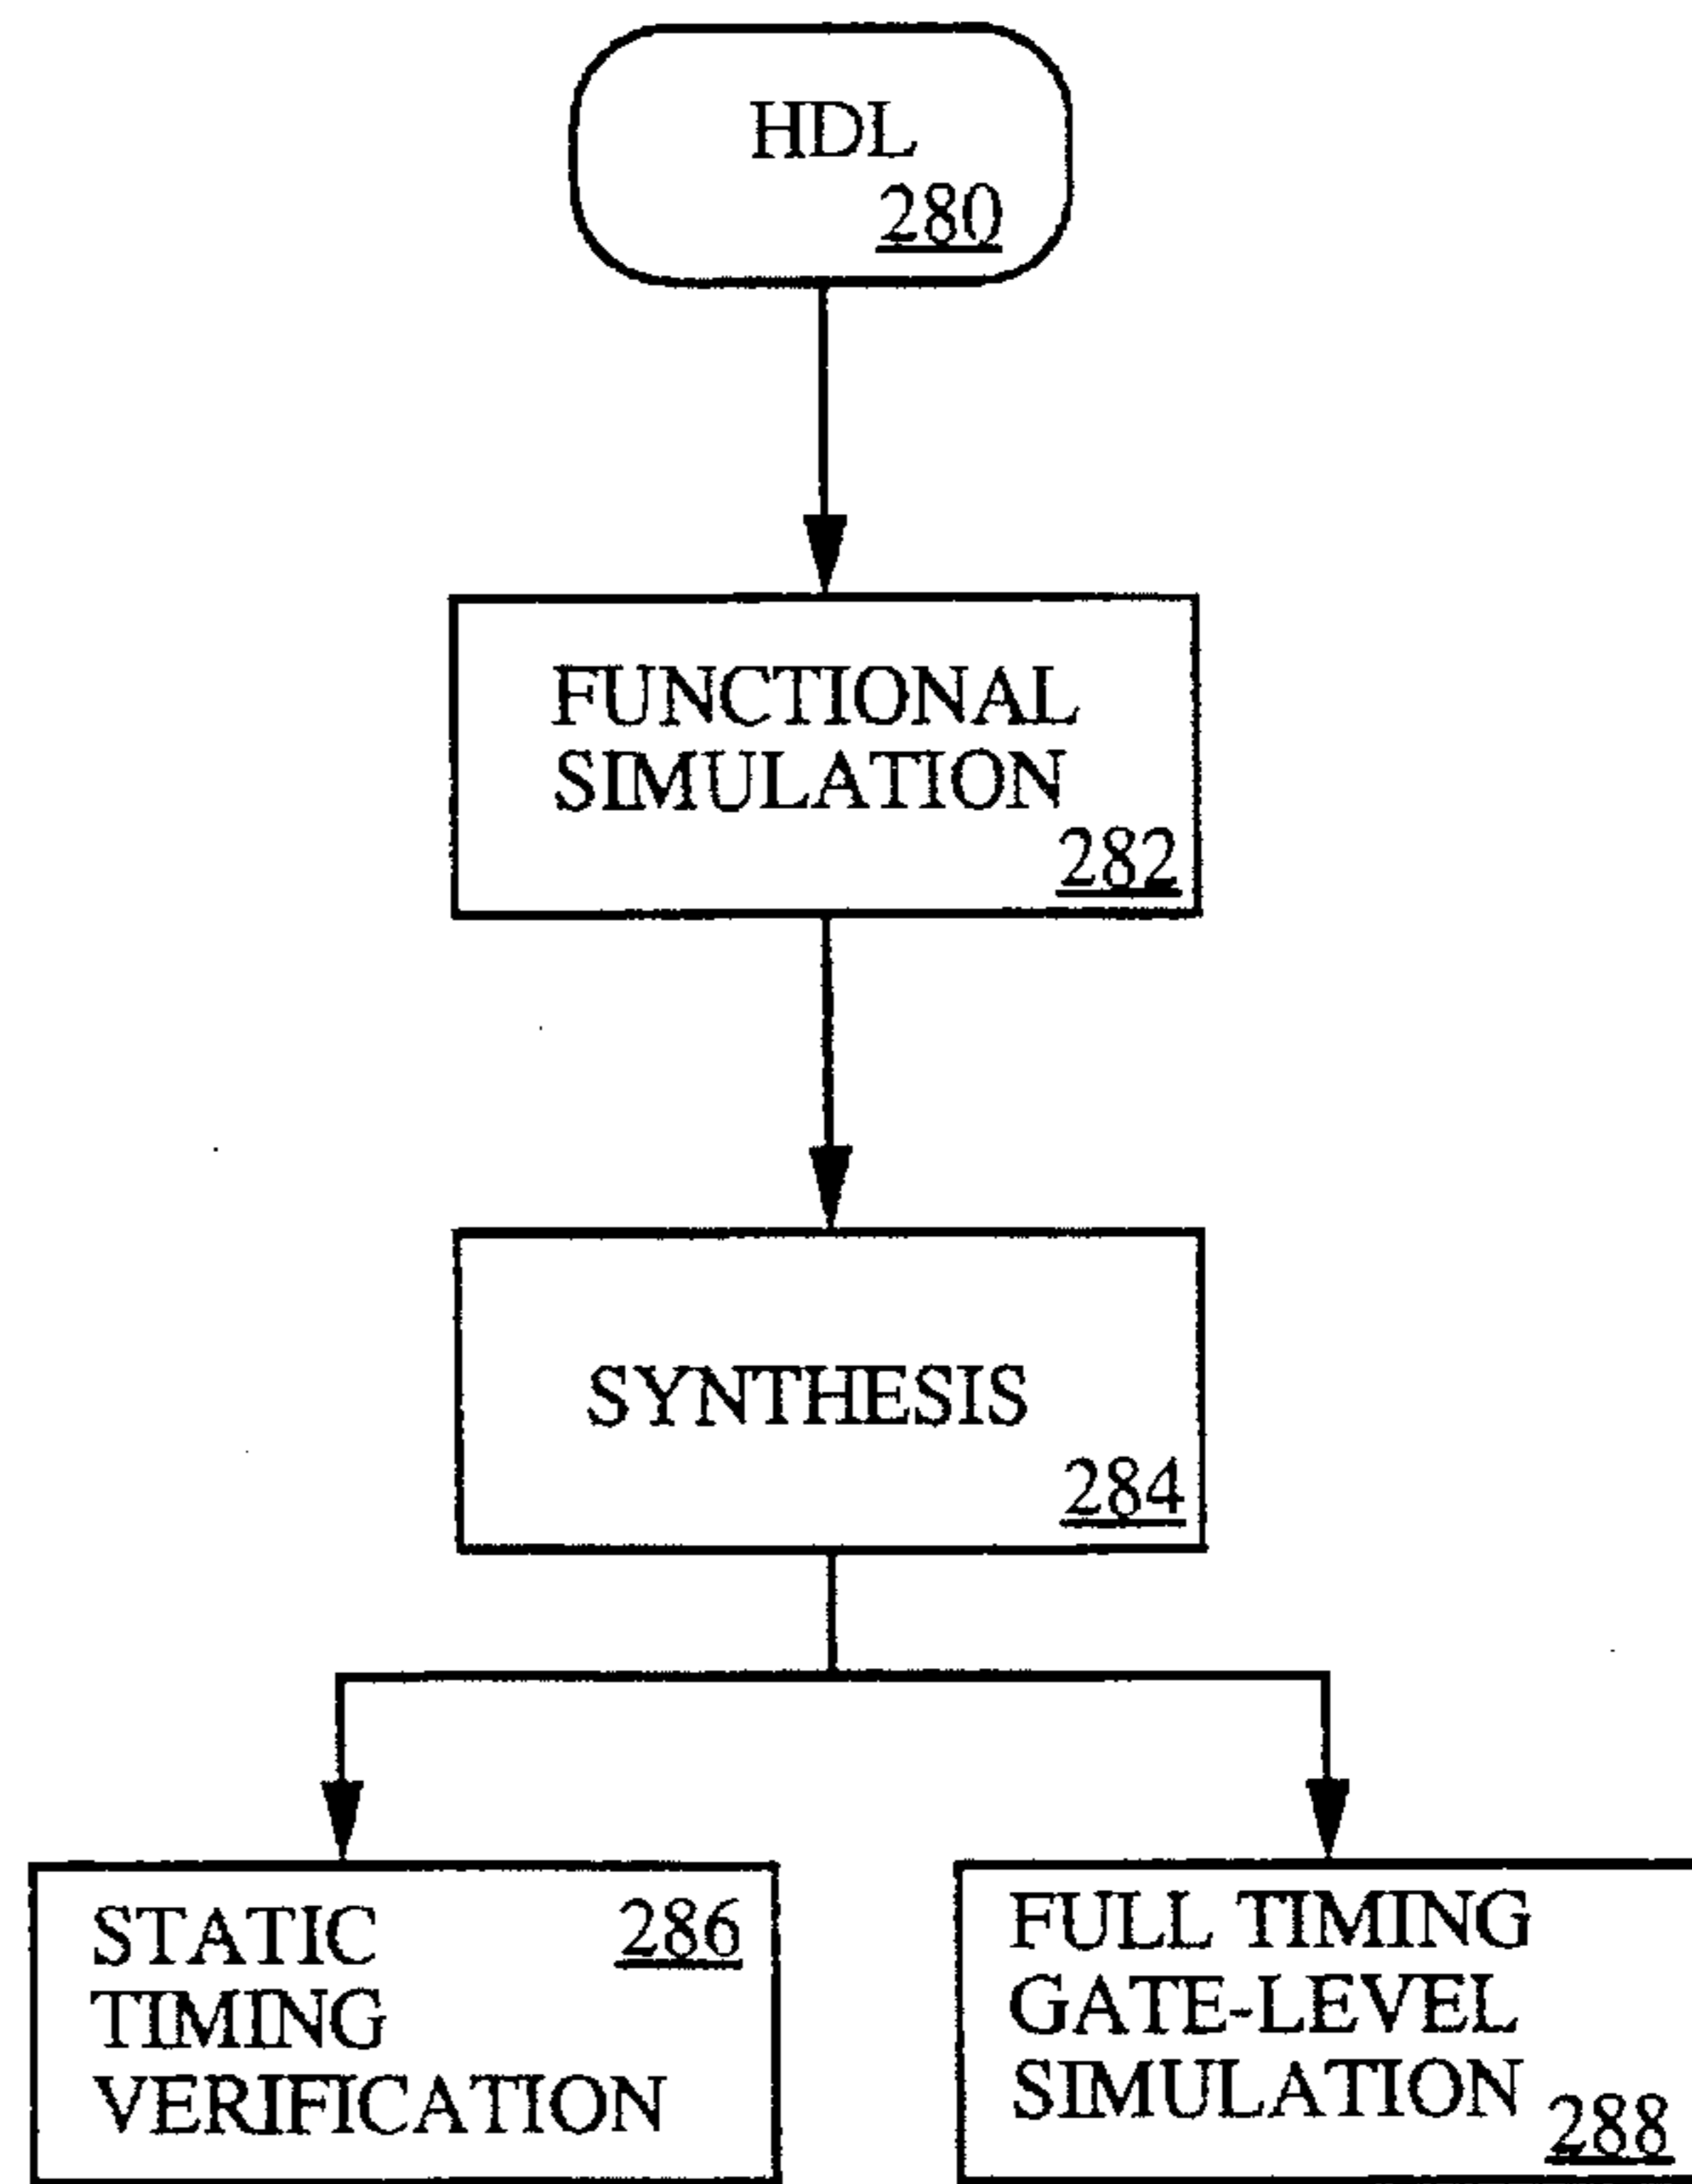 HDL
280
FUNCTIONAL
SIMULATION
282
SYNTHESIS
284
STATIC
286
TIMING
VERIFICATION
FULL TIMING
GATE-LEVEL
SIMULATION
288